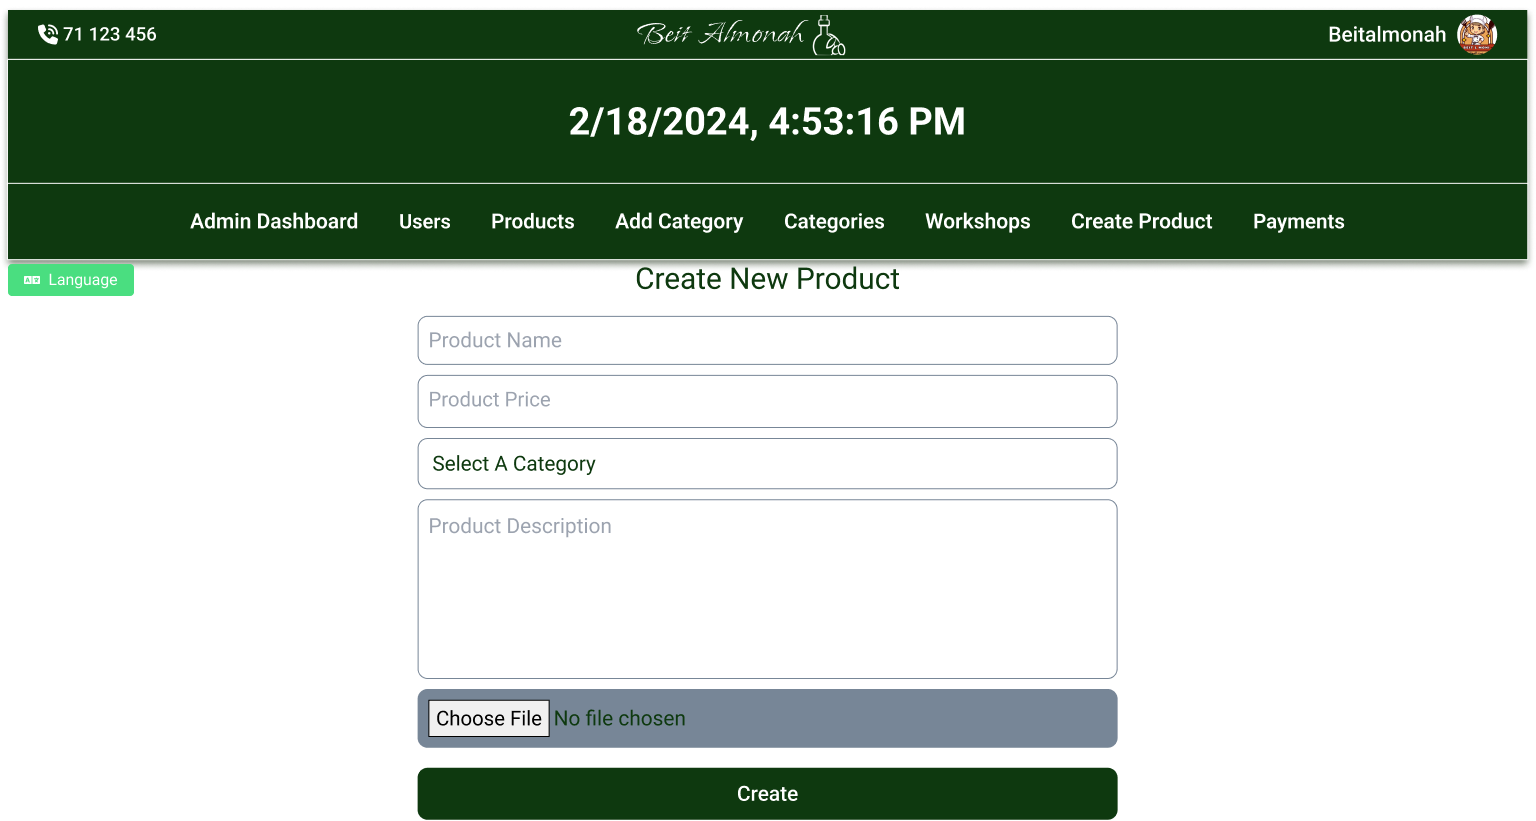 71 123 456
Beit Almonah
Beitalmonah
2/18/2024, 4:53:16 PM
Admin Dashboard Users Products Add Category Categories Workshops Create Product Payments
Language
Create New Product
Product Name
Product Price
Select A Category
Product Description
Choose File No file chosen
Create